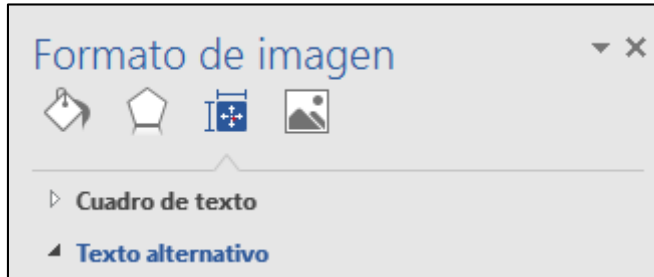 Formato de imagen
Cuadro de texto
Texto alternativo